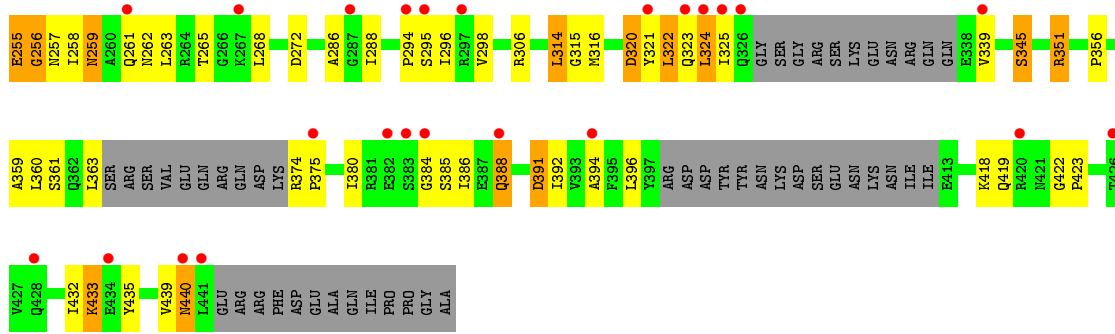 E255 G256 N257 I258 N259 A260 Q261 N262 L263 R264 T265 G266 K267 L268 D272 A286 G287 I288 P294 S295 I296 R297 V298 R306 L314 G315 M316 D320 Y321 L322 Q323 L324 I325 Q326 GLY SER GLY ARG SER LYS GLU ASN ARG GLN GLN E338 V339 S345 R351 P356
A359 L360 S361 Q362 L363 SER ARG SER VAL GLU GLN ARG GLN ASP LYS R374 P375 I380 R381 E382 S383 G384 S385 I386 E387 Q388 D391 I392 V393 A394 F395 L396 Y397 ARG ASP ASP TYR TYR ASN LYS ASP SER GLU ASN LYS ASN ILE ILE E413 K418 Q419 R420 N421 G422 P423 T426
V427 Q428 I432 K433 E434 Y435 V439 N440 L441 GLU ARG ARG PHE ASP GLU ALA GLN ILE PRO PRO GLY ALA